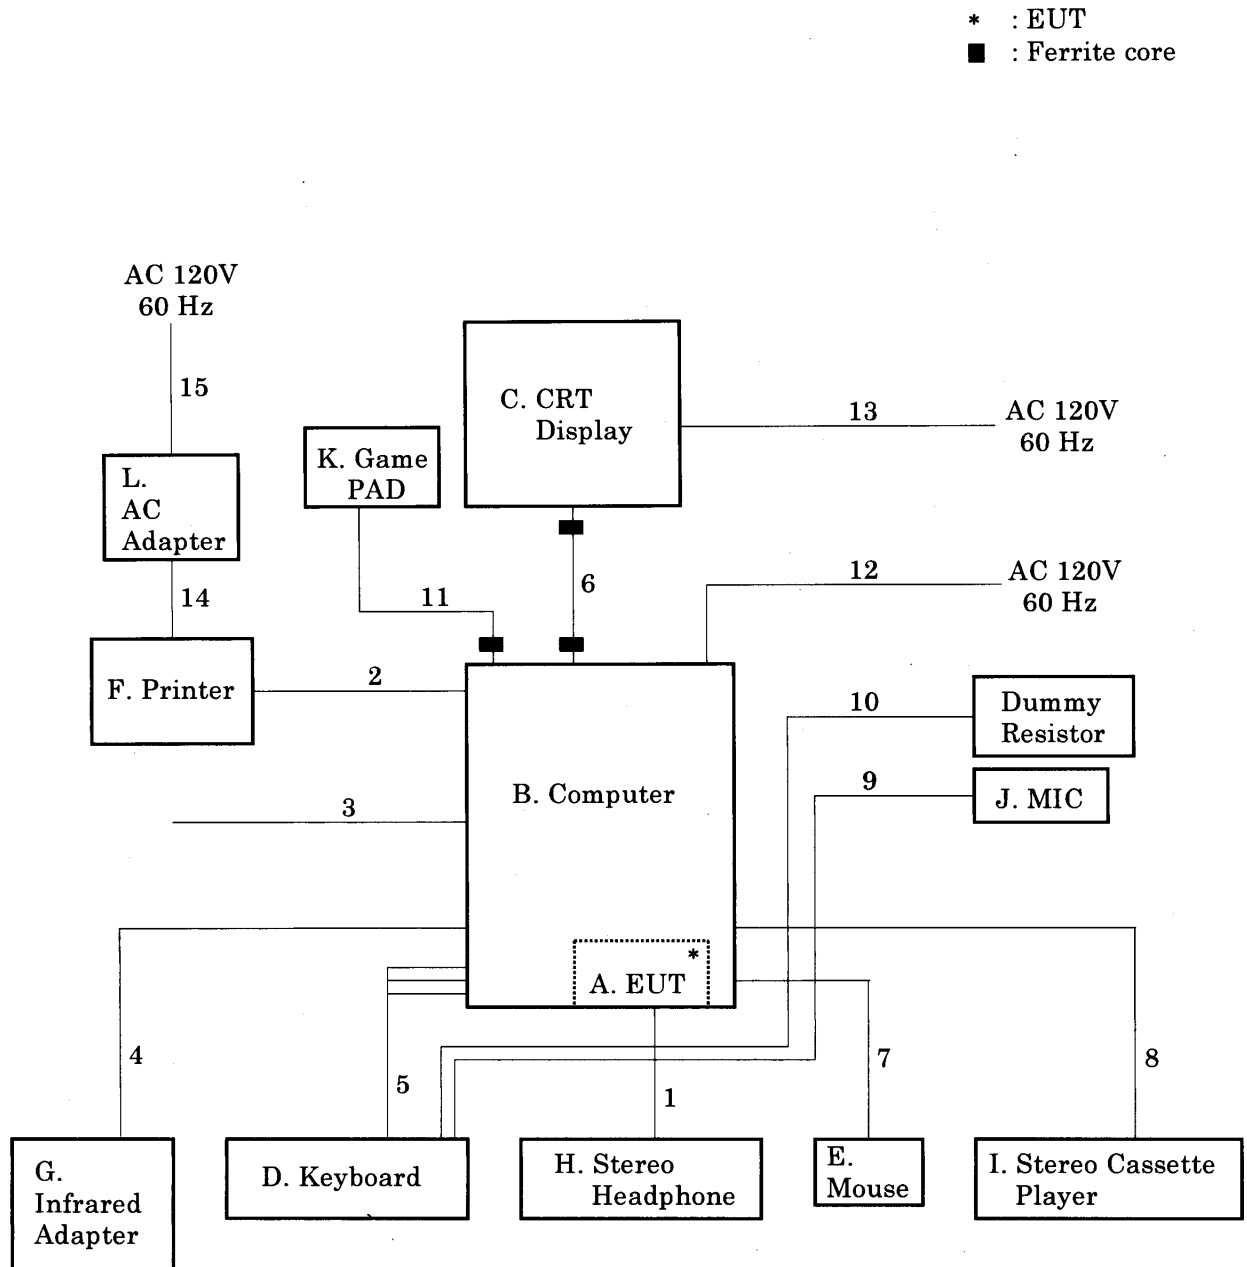 * : EUT
■ : Ferrite core
AC 120V
60 Hz
15
C. CRT
Display
13
AC 120V
60 Hz
K. Game
PAD
L.
AC
Adapter
14
11
6
12
AC 120V
60 Hz
F. Printer
2
10
Dummy
Resistor
B. Computer
3
9
J. MIC
*
A. EUT
4
5
1
7
8
G.
Infrared
Adapter
D. Keyboard
H. Stereo
Headphone
E.
Mouse
I. Stereo Cassette
Player